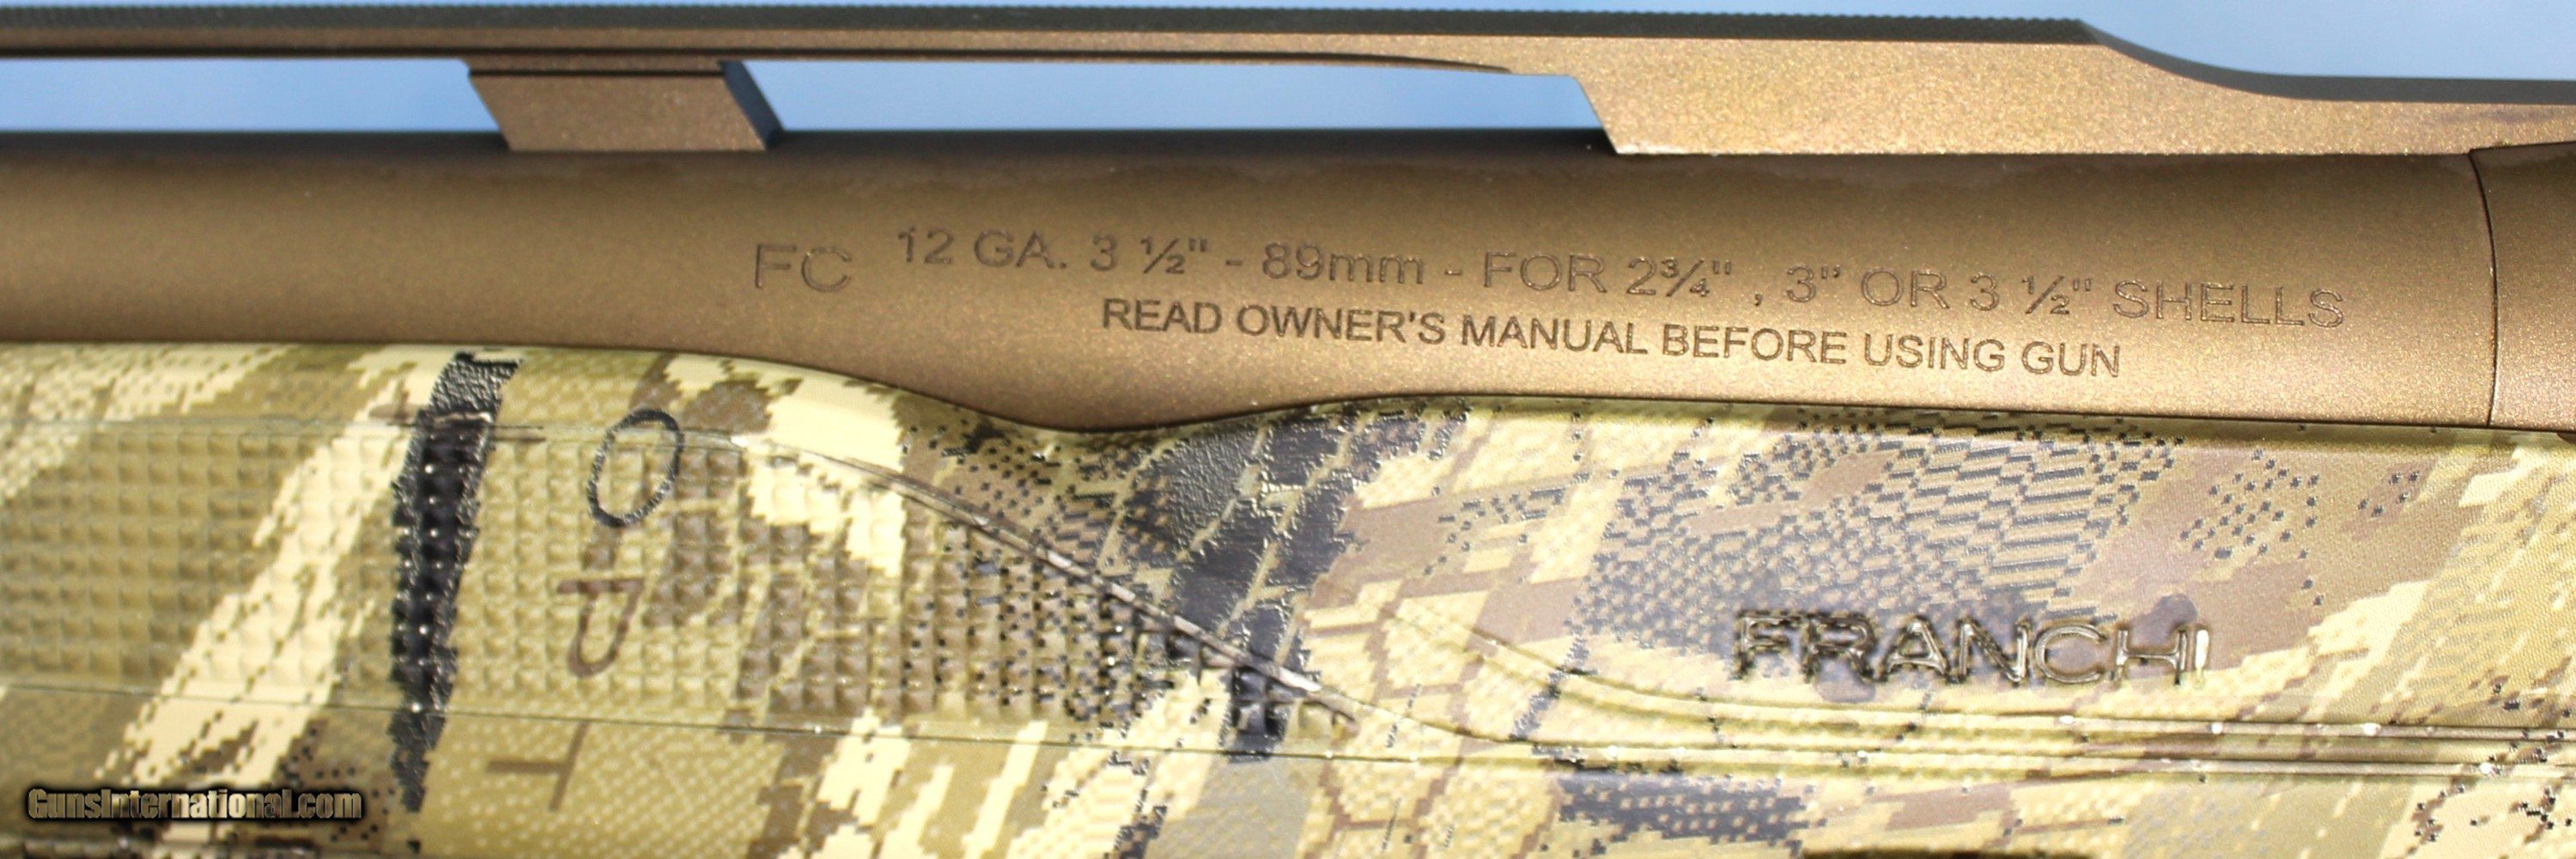 FC 12 GA. 3 ½" - 89mm - FOR 2¾" , 3" OR 3 ½" SHELLS
READ OWNER'S MANUAL BEFORE USING GUN
OPT
FRANCHI
GunsInternational.com